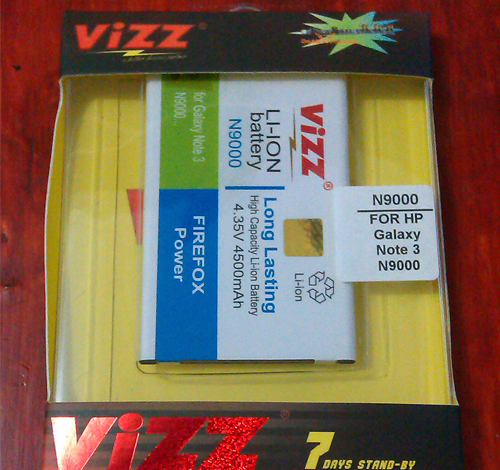 ViZZ®
ViZZ®
LI-ION
battery
N9000
for Galaxy Note 3
N9000...
Long Lasting
High Capacity Li-ion Battery
4.35V 4500mAh
FIREFOX
Power
Li-ion
N9000
FOR HP
Galaxy
Note 3
N9000
ViZZ®
7 DAYS STAND-BY